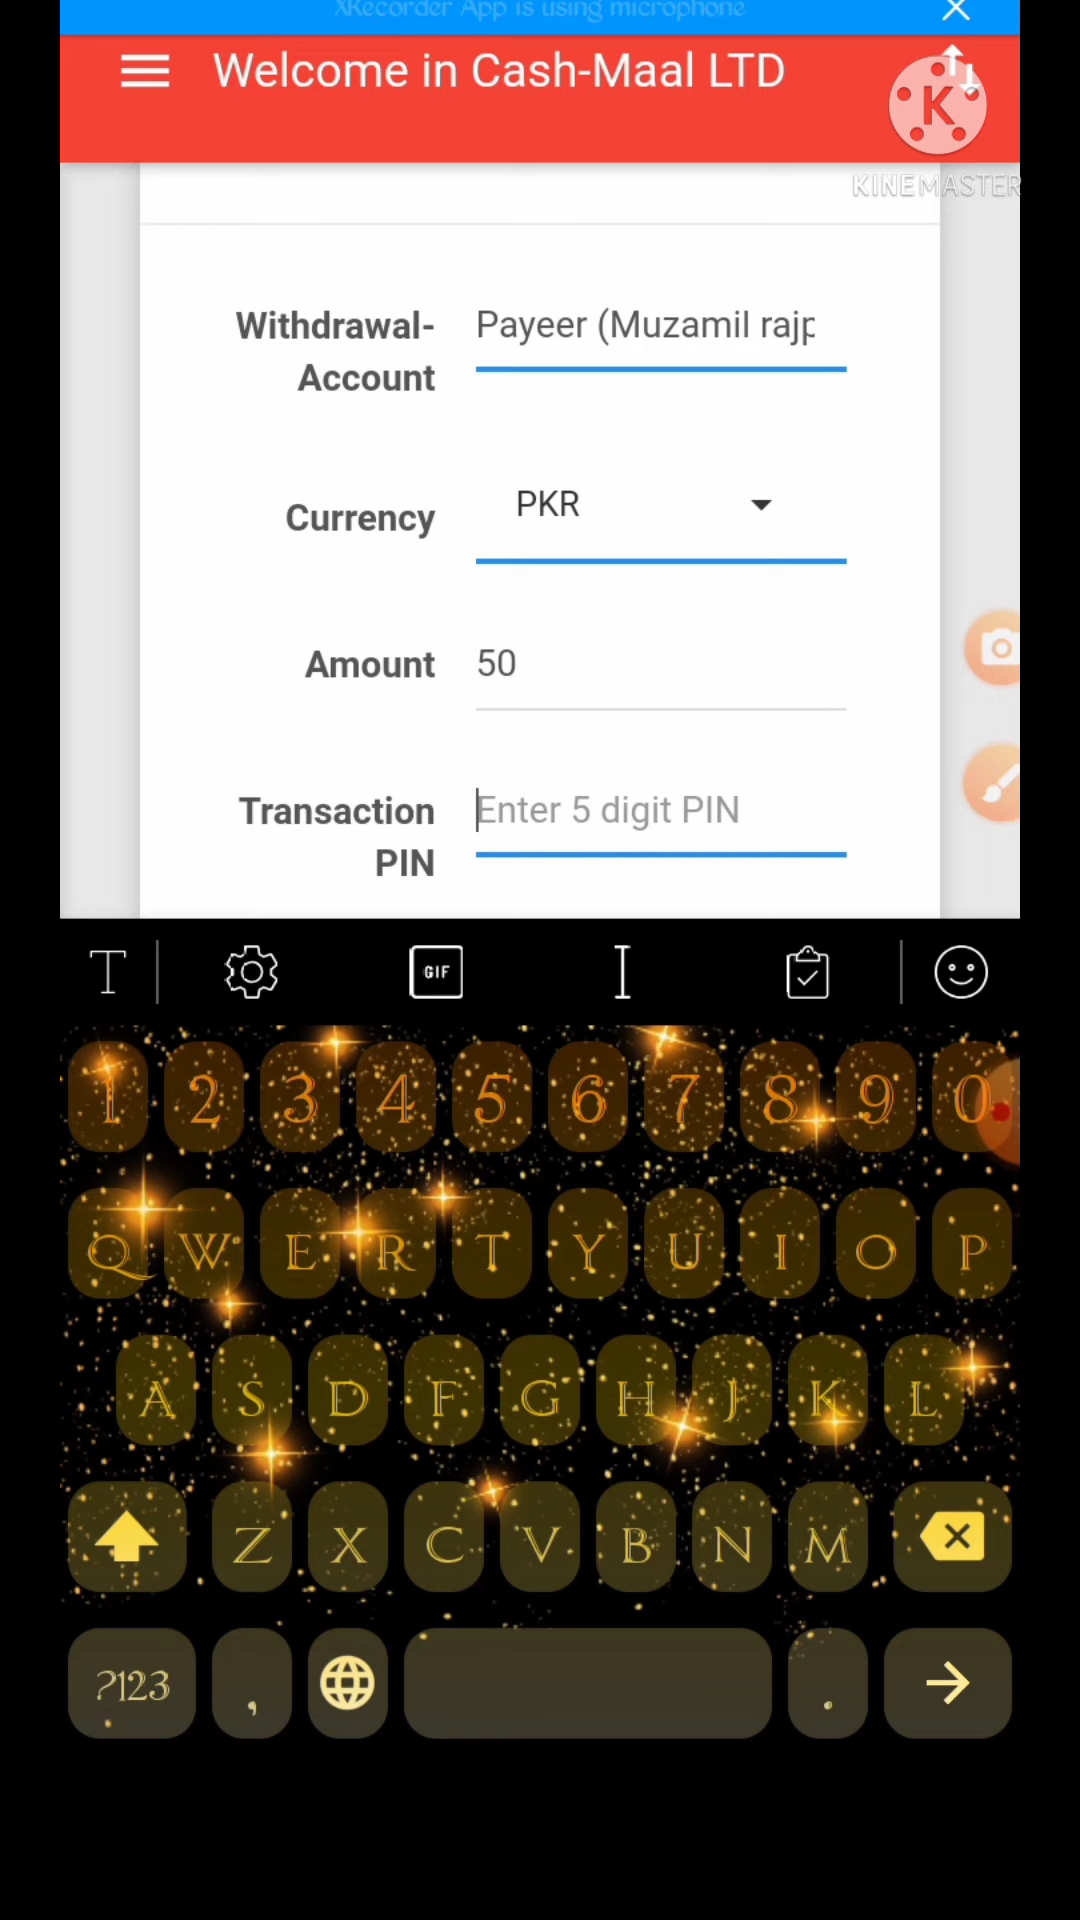 XRecorder App is using microphone
Welcome in Cash-Maal LTD
K
KINEMASTER
Withdrawal-
Account
Payeer (Muzamil rajp
Currency
PKR
Amount
50
Transaction
PIN
Enter 5 digit PIN
T
GIF
1 2 3 4 5 6 7 8 9 0
Q W E R T Y U I O P
A S D F G H J K L
Z X C V B N M
?123 , .